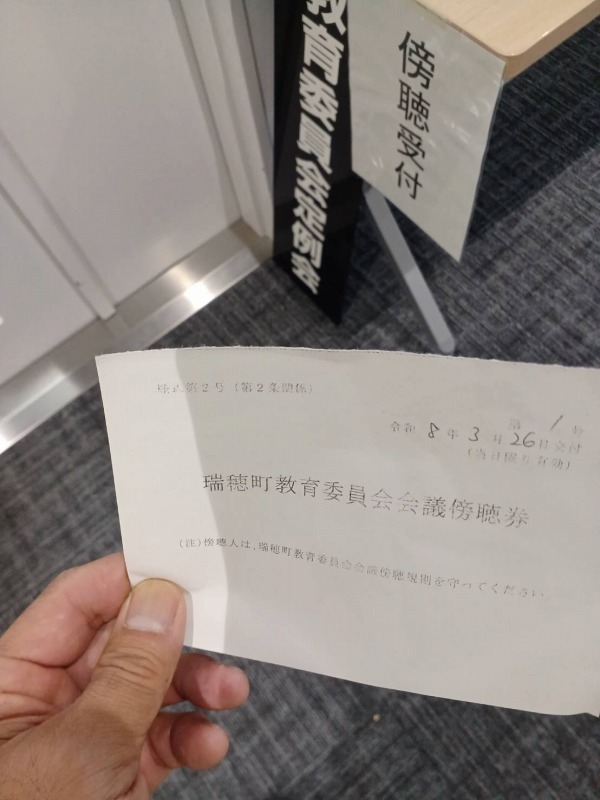 教育委員会定例会
傍聴受付
様式第2号(第2条関係)
第 1 号
令和 8 年 3 月 26 日交付
(当日限り有効)
瑞穂町教育委員会会議傍聴券
(注)傍聴人は、瑞穂町教育委員会会議傍聴規則を守ってください。